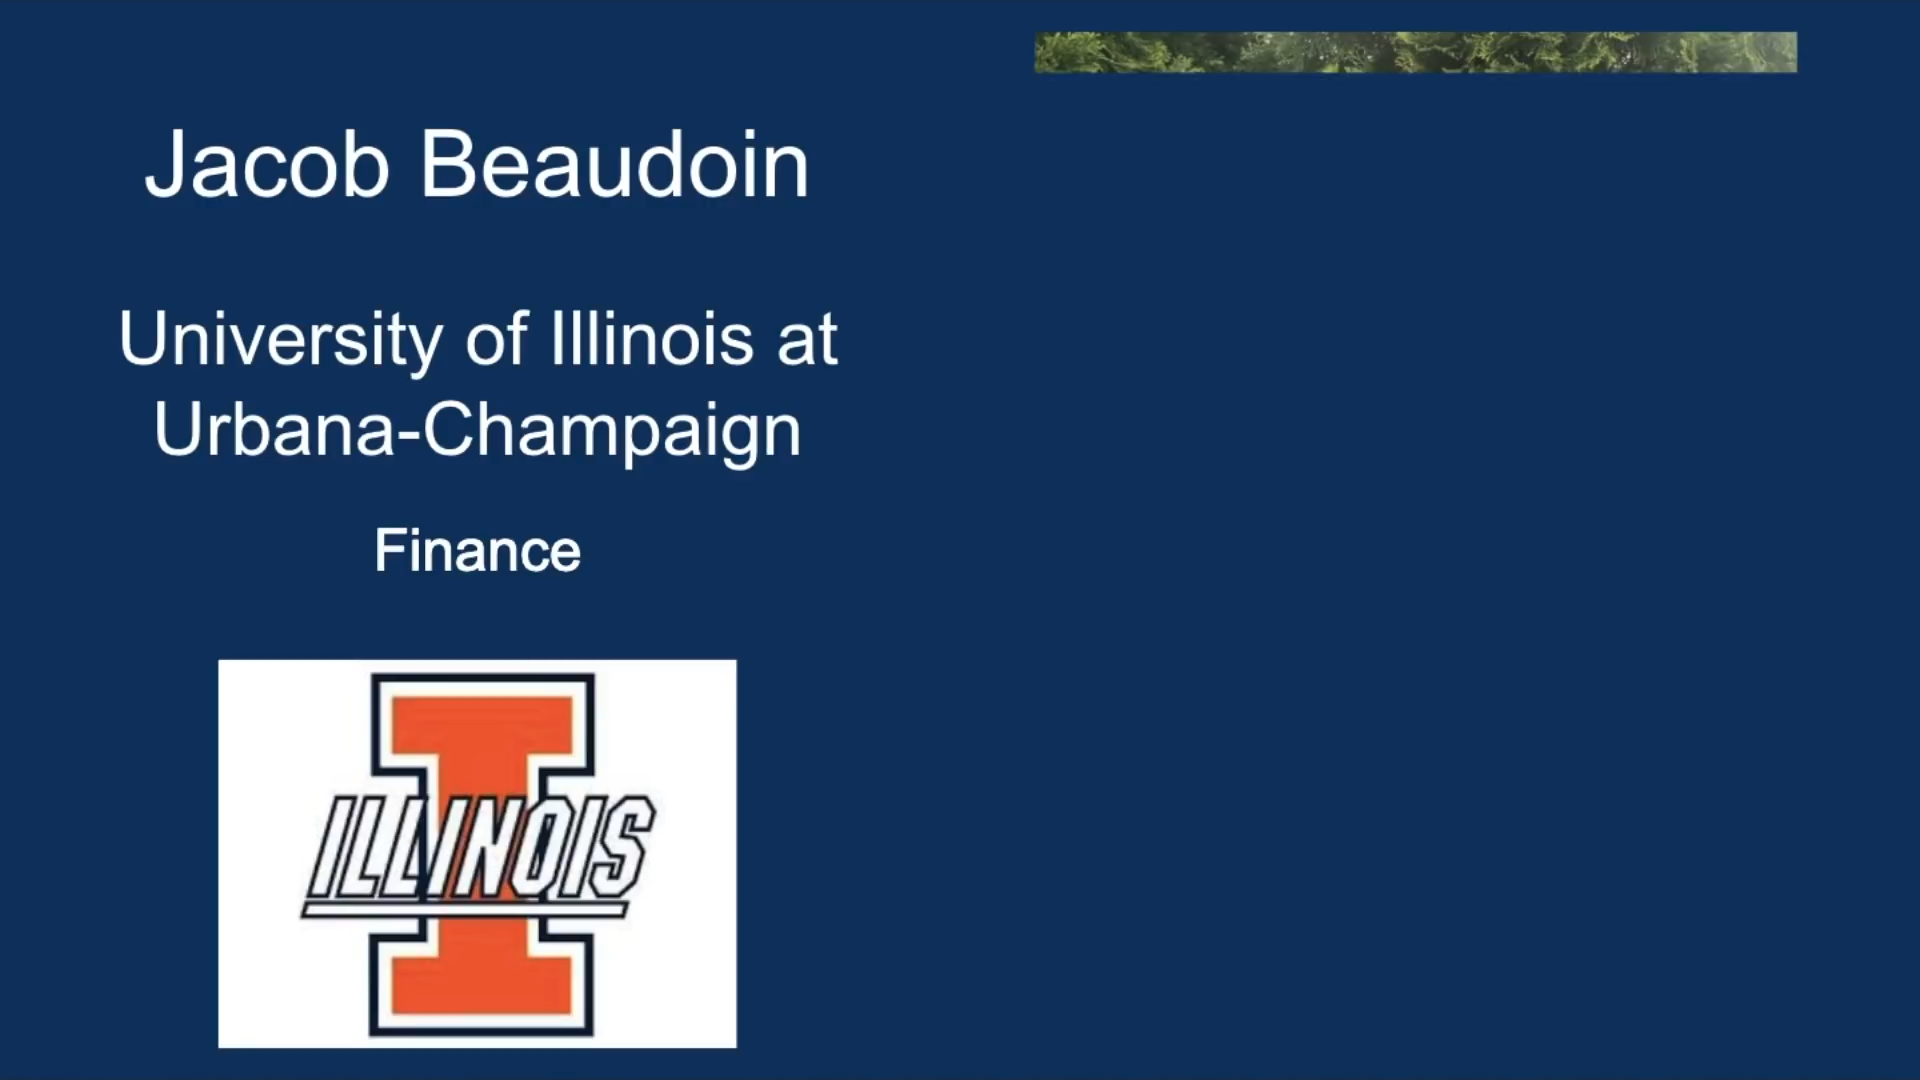 Jacob Beaudoin
University of Illinois at
Urbana-Champaign
Finance
ILLINOIS